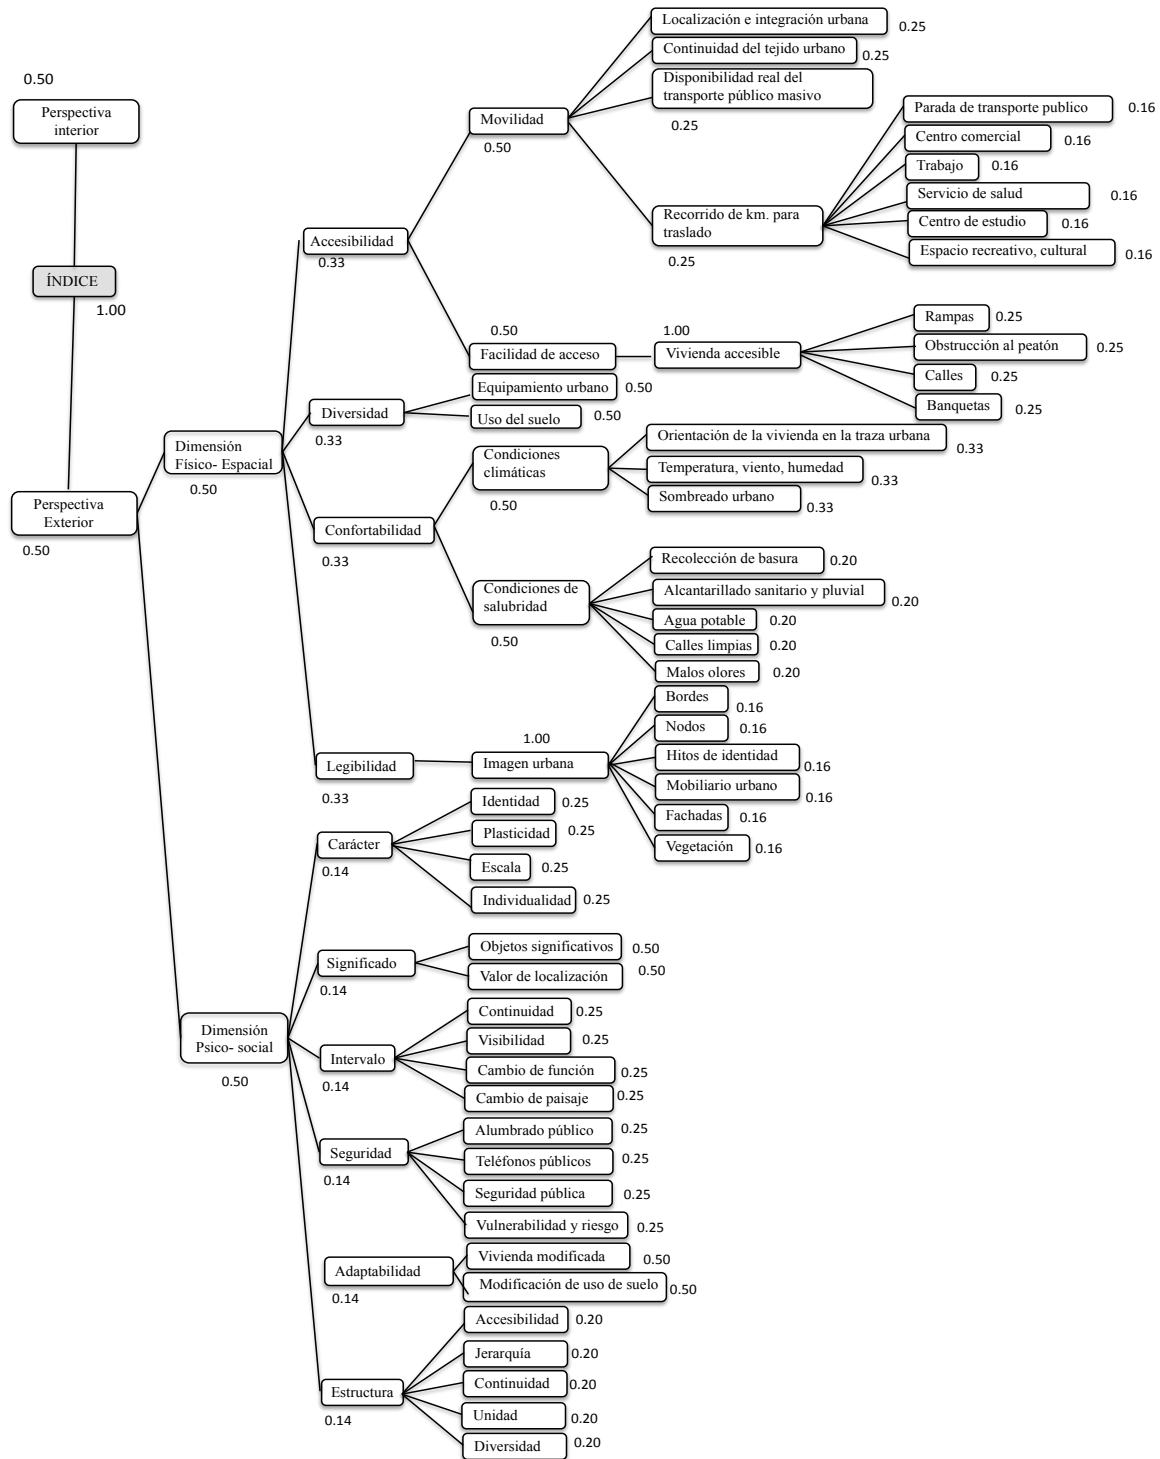 0.50
Perspectiva
interior
ÍNDICE
1.00
Perspectiva
Exterior
0.50
Dimensión
Físico- Espacial
0.50
Accesibilidad
0.33
Movilidad
0.50
Localización e integración urbana
0.25
Continuidad del tejido urbano
0.25
Disponibilidad real del
transporte público masivo
0.25
Recorrido de km. para
traslado
0.25
Parada de transporte publico
0.16
Centro comercial
0.16
Trabajo
0.16
Servicio de salud
0.16
Centro de estudio
0.16
Espacio recreativo, cultural
0.16
0.50
Facilidad de acceso
1.00
Vivienda accesible
Rampas
0.25
Obstrucción al peatón
0.25
Calles
0.25
Banquetas
0.25
Diversidad
0.33
Equipamiento urbano
0.50
Uso del suelo
0.50
Confortabilidad
0.33
Condiciones
climáticas
0.50
Orientación de la vivienda en la traza urbana
0.33
Temperatura, viento, humedad
0.33
Sombreado urbano
0.33
Condiciones de
salubridad
0.50
Recolección de basura
0.20
Alcantarillado sanitario y pluvial
0.20
Agua potable
0.20
Calles limpias
0.20
Malos olores
0.20
Legibilidad
0.33
1.00
Imagen urbana
Bordes
0.16
Nodos
0.16
Hitos de identidad
0.16
Mobiliario urbano
0.16
Fachadas
0.16
Vegetación
0.16
Dimensión
Psico- social
0.50
Carácter
0.14
Identidad
0.25
Plasticidad
0.25
Escala
0.25
Individualidad
0.25
Significado
0.14
Objetos significativos
0.50
Valor de localización
0.50
Intervalo
0.14
Continuidad
0.25
Visibilidad
0.25
Cambio de función
0.25
Cambio de paisaje
0.25
Seguridad
0.14
Alumbrado público
0.25
Teléfonos públicos
0.25
Seguridad pública
0.25
Vulnerabilidad y riesgo
0.25
Adaptabilidad
0.14
Vivienda modificada
0.50
Modificación de uso de suelo
0.50
Estructura
0.14
Accesibilidad
0.20
Jerarquía
0.20
Continuidad
0.20
Unidad
0.20
Diversidad
0.20